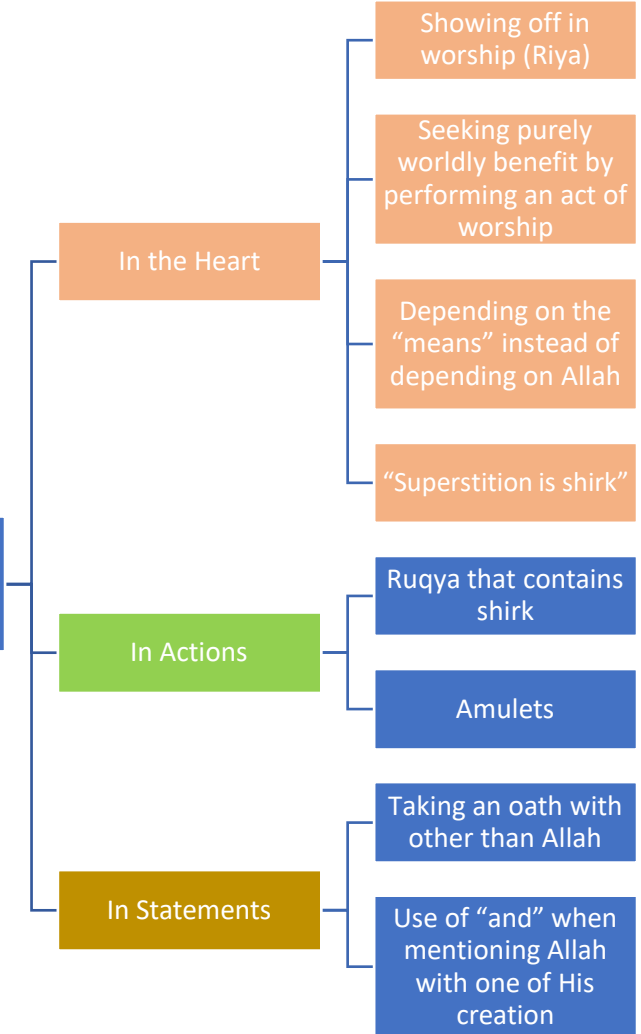 In the Heart
Showing off in
worship (Riya)
Seeking purely
worldly benefit by
performing an act of
worship
Depending on the
“means” instead of
depending on Allah
“Superstition is shirk”
In Actions
Ruqya that contains
shirk
Amulets
In Statements
Taking an oath with
other than Allah
Use of “and” when
mentioning Allah
with one of His
creation